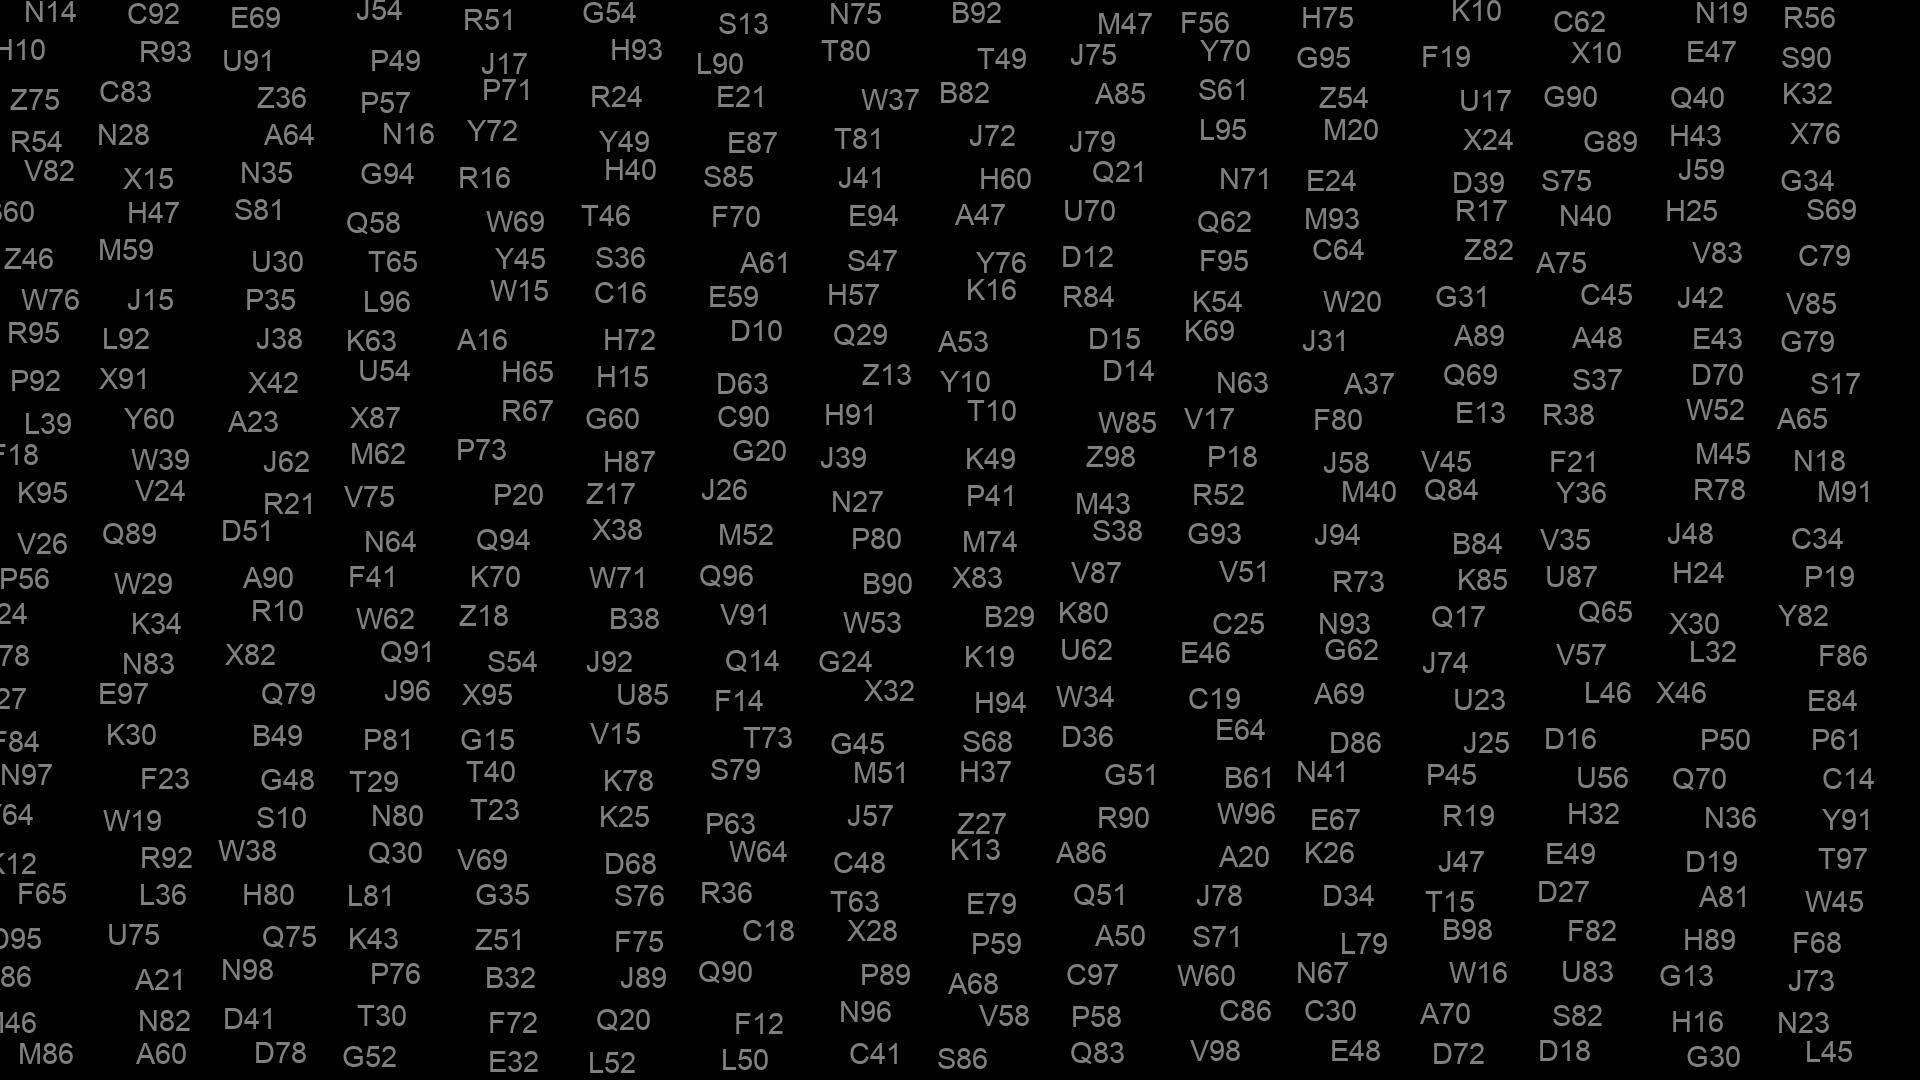 N14 C92 E69 J54 R51 G54 S13 N75 B92 M47 F56 H75 K10 C62 N19 R56
H10 R93 U91 P49 J17 H93 L90 T80 T49 J75 Y70 G95 F19 X10 E47 S90
Z75 C83 Z36 P57 P71 R24 E21 W37 B82 A85 S61 Z54 U17 G90 Q40 K32
R54 N28 A64 N16 Y72 Y49 E87 T81 J72 J79 L95 M20 X24 G89 H43 X76
V82 X15 N35 G94 R16 H40 S85 J41 H60 Q21 N71 E24 D39 S75 J59 G34
60 H47 S81 Q58 W69 T46 F70 E94 A47 U70 Q62 M93 R17 N40 H25 S69
Z46 M59 U30 T65 Y45 S36 A61 S47 Y76 D12 F95 C64 Z82 A75 V83 C79
W76 J15 P35 L96 W15 C16 E59 H57 K16 R84 K54 W20 G31 C45 J42 V85
R95 L92 J38 K63 A16 H72 D10 Q29 A53 D15 K69 J31 A89 A48 E43 G79
P92 X91 X42 U54 H65 H15 D63 Z13 Y10 D14 N63 A37 Q69 S37 D70 S17
L39 Y60 A23 X87 R67 G60 C90 H91 T10 W85 V17 F80 E13 R38 W52 A65
F18 W39 J62 M62 P73 H87 G20 J39 K49 Z98 P18 J58 V45 F21 M45 N18
K95 V24 R21 V75 P20 Z17 J26 N27 P41 M43 R52 M40 Q84 Y36 R78 M91
V26 Q89 D51 N64 Q94 X38 M52 P80 M74 S38 G93 J94 B84 V35 J48 C34
P56 W29 A90 F41 K70 W71 Q96 B90 X83 V87 V51 R73 K85 U87 H24 P19
24 K34 R10 W62 Z18 B38 V91 W53 B29 K80 C25 N93 Q17 Q65 X30 Y82
78 N83 X82 Q91 S54 J92 Q14 G24 K19 U62 E46 G62 J74 V57 L32 F86
27 E97 Q79 J96 X95 U85 F14 X32 H94 W34 C19 A69 U23 L46 X46 E84
F84 K30 B49 P81 G15 V15 T73 G45 S68 D36 E64 D86 J25 D16 P50 P61
N97 F23 G48 T29 T40 K78 S79 M51 H37 G51 B61 N41 P45 U56 Q70 C14
64 W19 S10 N80 T23 K25 P63 J57 Z27 R90 W96 E67 R19 H32 N36 Y91
K12 R92 W38 Q30 V69 D68 W64 C48 K13 A86 A20 K26 J47 E49 D19 T97
F65 L36 H80 L81 G35 S76 R36 T63 E79 Q51 J78 D34 T15 D27 A81 W45
95 U75 Q75 K43 Z51 F75 C18 X28 P59 A50 S71 L79 B98 F82 H89 F68
86 A21 N98 P76 B32 J89 Q90 P89 A68 C97 W60 N67 W16 U83 G13 J73
46 N82 D41 T30 F72 Q20 F12 N96 V58 P58 C86 C30 A70 S82 H16 N23
M86 A60 D78 G52 E32 L52 L50 C41 S86 Q83 V98 E48 D72 D18 G30 L45